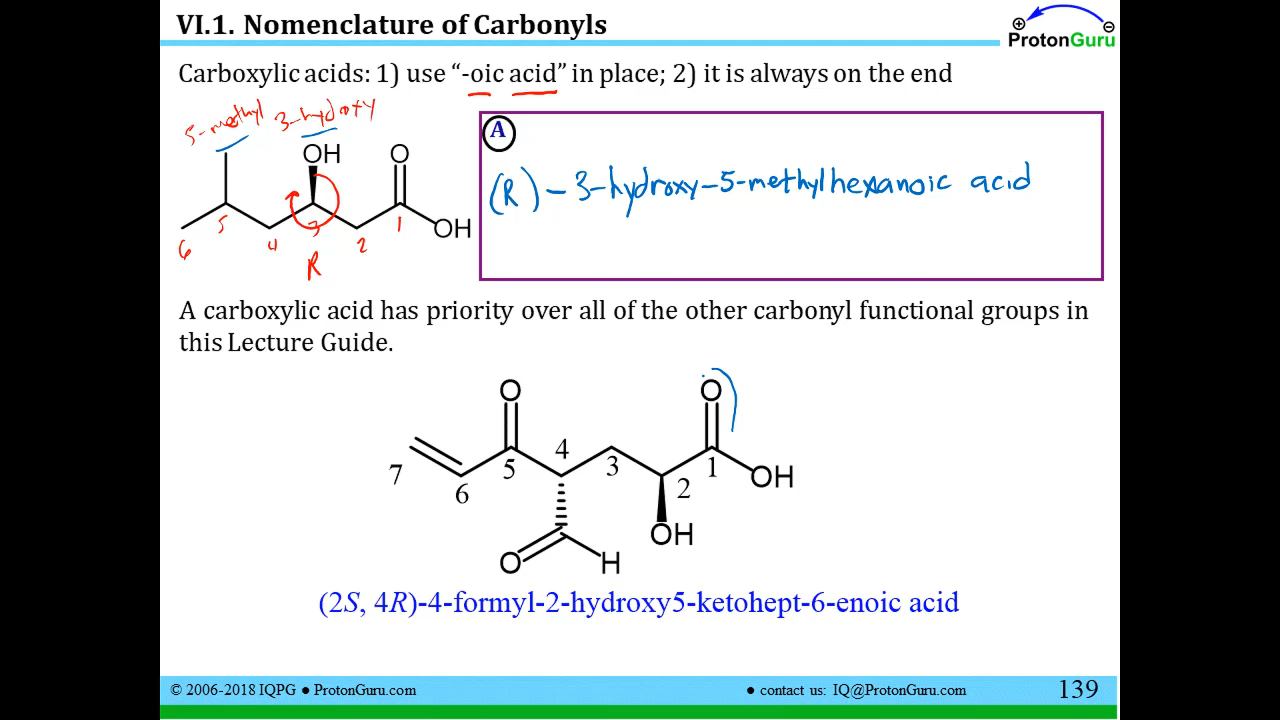 VI.1. Nomenclature of Carbonyls
⊕ ⊖
ProtonGuru
Carboxylic acids: 1) use “-oic acid” in place; 2) it is always on the end
5-methyl 3-hydroxy
OH O
OH
6 5 4 3 2 1
R
A
(R)-3-hydroxy-5-methylhexanoic acid
A carboxylic acid has priority over all of the other carbonyl functional groups in
this Lecture Guide.
O O
7 6 5 4 3 2 1
OH
OH
O H
(2S, 4R)-4-formyl-2-hydroxy5-ketohept-6-enoic acid
© 2006-2018 IQPG ● ProtonGuru.com ● contact us: IQ@ProtonGuru.com 139